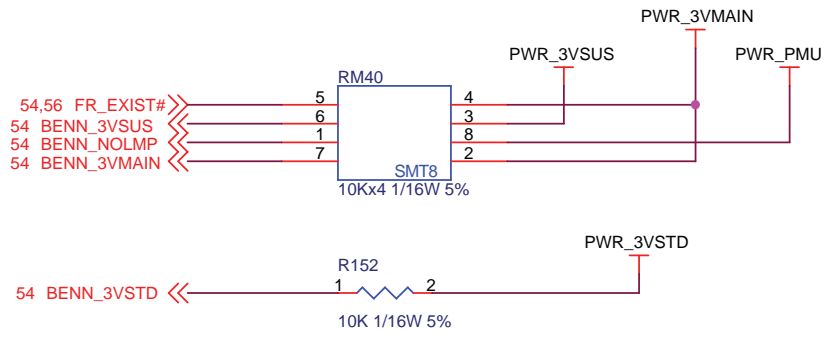 PWR_3VMAIN
PWR_3VSUS
PWR_PMU
RM40
54,56 FR_EXIST# 5 4
54 BENN_3VSUS 6 3
54 BENN_NOLMP 1 8
54 BENN_3VMAIN 7 2
SMT8
10Kx4 1/16W 5%
PWR_3VSTD
R152
54 BENN_3VSTD 1 2
10K 1/16W 5%